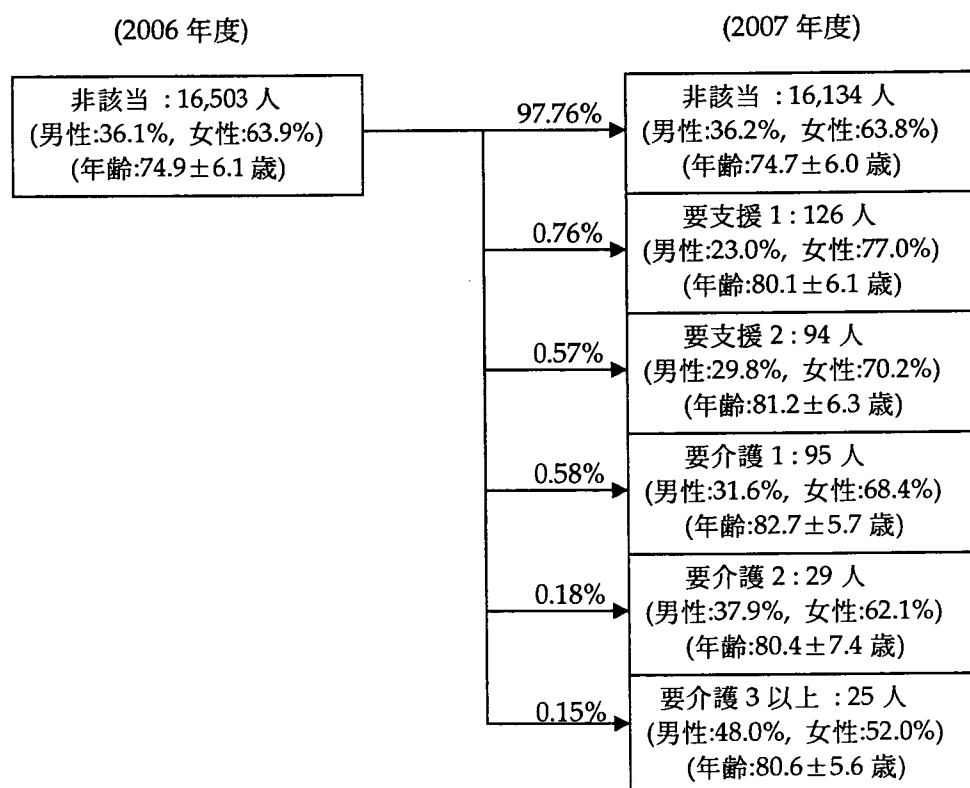 (2006 年度)
(2007 年度)
非該当 : 16,503 人
(男性:36.1%, 女性:63.9%)
(年齢:74.9±6.1 歳)
97.76%
非該当 : 16,134 人
(男性:36.2%, 女性:63.8%)
(年齢:74.7±6.0 歳)
0.76%
要支援 1 : 126 人
(男性:23.0%, 女性:77.0%)
(年齢:80.1±6.1 歳)
0.57%
要支援 2 : 94 人
(男性:29.8%, 女性:70.2%)
(年齢:81.2±6.3 歳)
0.58%
要介護 1 : 95 人
(男性:31.6%, 女性:68.4%)
(年齢:82.7±5.7 歳)
0.18%
要介護 2 : 29 人
(男性:37.9%, 女性:62.1%)
(年齢:80.4±7.4 歳)
0.15%
要介護 3 以上 : 25 人
(男性:48.0%, 女性:52.0%)
(年齢:80.6±5.6 歳)